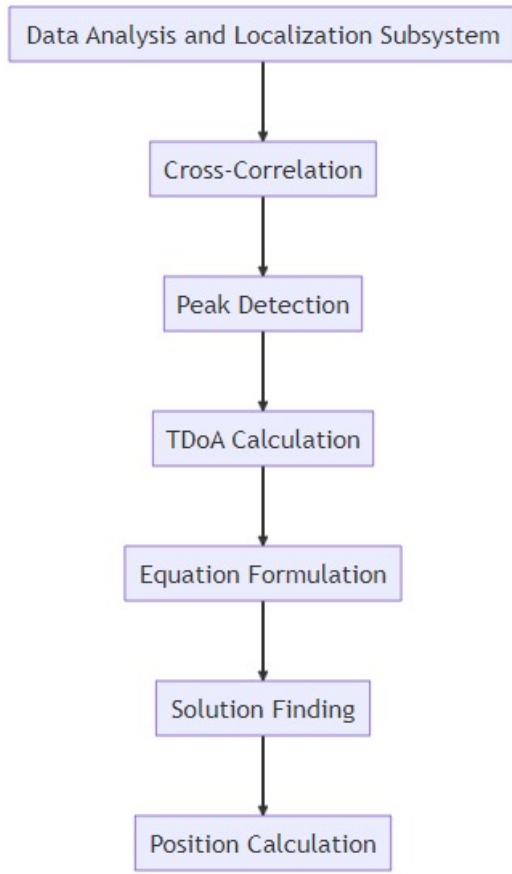 Data Analysis and Localization Subsystem
Cross-Correlation
Peak Detection
TDoA Calculation
Equation Formulation
Solution Finding
Position Calculation